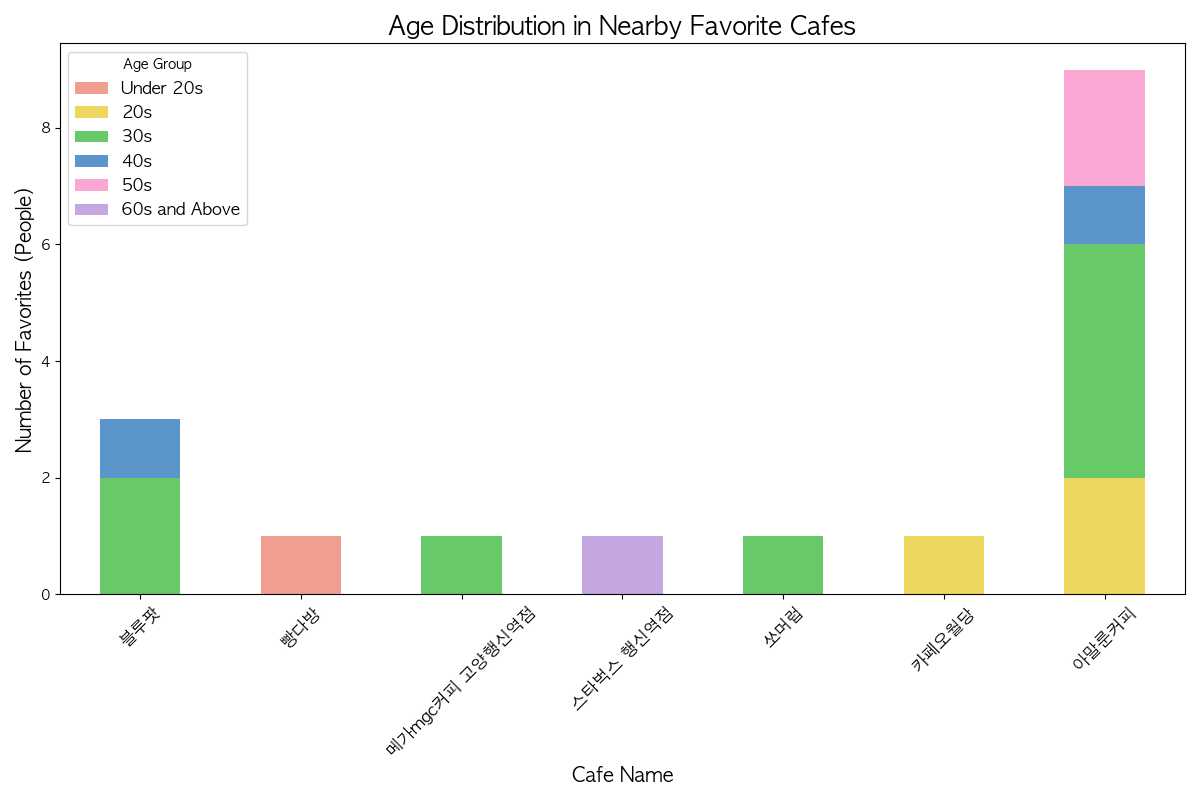 Age Distribution in Nearby Favorite Cafes
Age Group
Under 20s
20s
30s
40s
50s
60s and Above
Number of Favorites (People)
8
6
4
2
0
블루팟
빵다방
메가mgc커피 고양행신역점
스타벅스 행신역점
쏘머럽
카페오월당
아말룬커피
Cafe Name